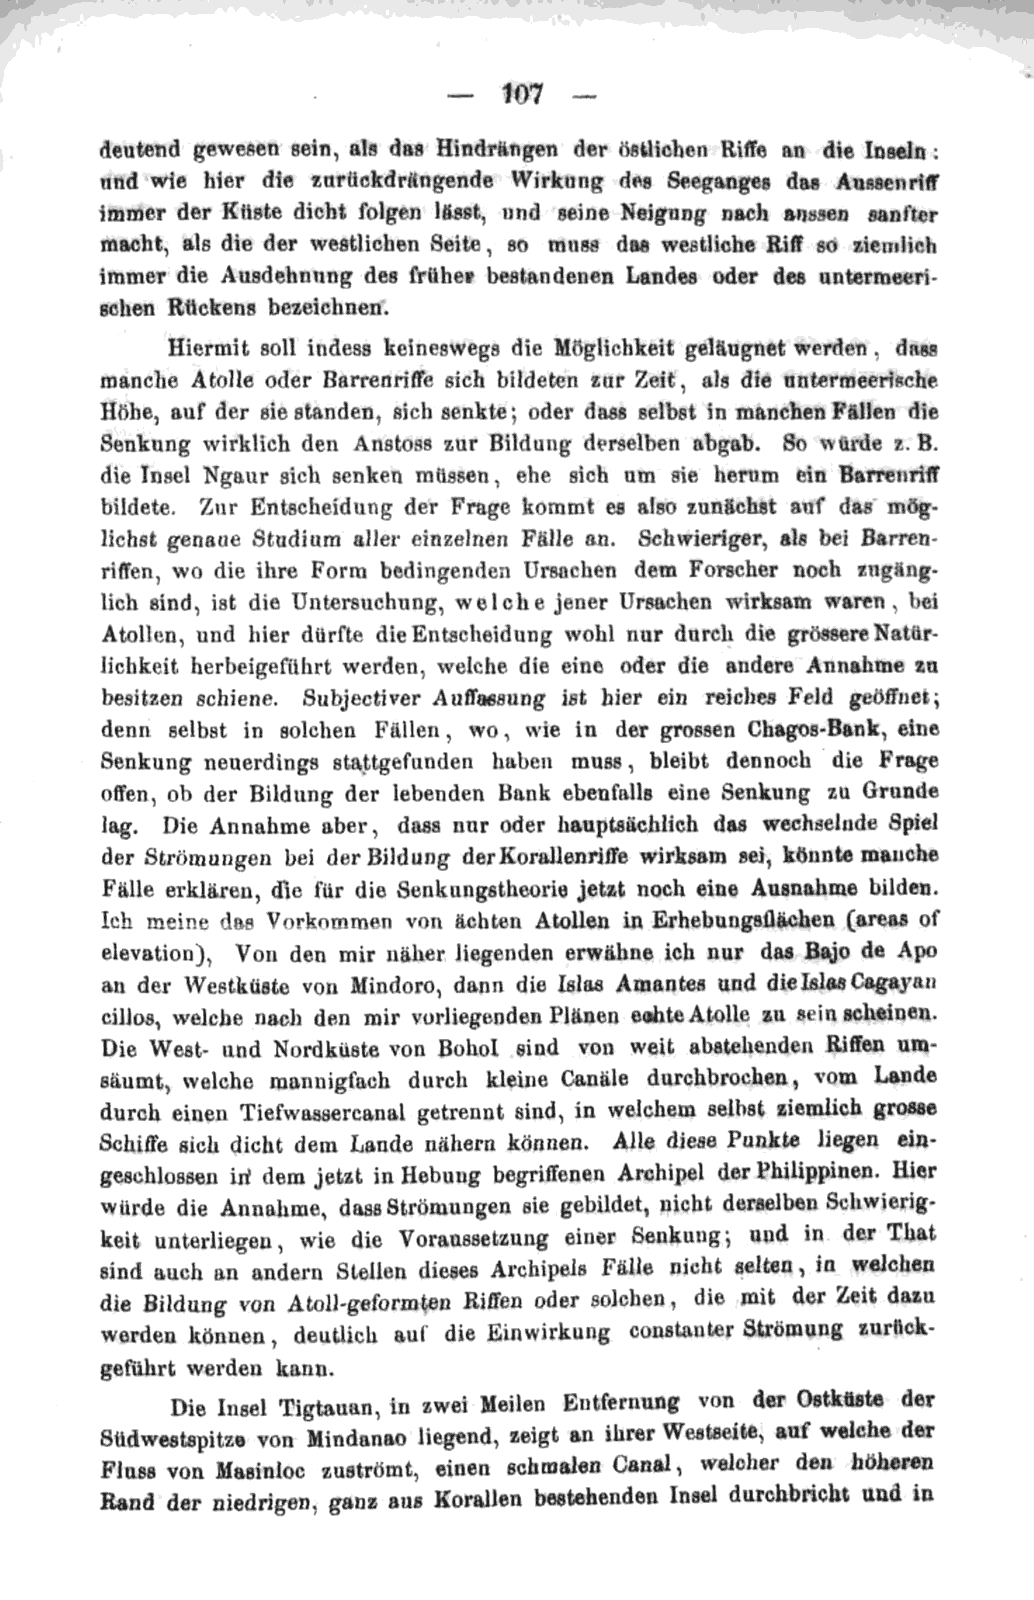 — 107 —
deutend gewesen sein, als das Hindrängen der östlichen Riffe an die Inseln:
und wie hier die zurückdrängende Wirkung des Seeganges das Aussenriff
immer der Küste dicht folgen lässt, und seine Neigung nach aussen sanfter
macht, als die der westlichen Seite, so muss das westliche Riff so ziemlich
immer die Ausdehnung des früher bestandenen Landes oder des untermeeri-
schen Rückens bezeichnen.
Hiermit soll indess keineswegs die Möglichkeit geläugnet werden, dass
manche Atolle oder Barrenriffe sich bildeten zur Zeit, als die untermeerische
Höhe, auf der sie standen, sich senkte; oder dass selbst in manchen Fällen die
Senkung wirklich den Anstoss zur Bildung derselben abgab. So würde z. B.
die Insel Ngaur sich senken müssen, ehe sich um sie herum ein Barrenriff
bildete. Zur Entscheidung der Frage kommt es also zunächst auf das mög-
lichst genaue Studium aller einzelnen Fälle an. Schwieriger, als bei Barren-
riffen, wo die ihre Form bedingenden Ursachen dem Forscher noch zugäng-
lich sind, ist die Untersuchung, welche jener Ursachen wirksam waren, bei
Atollen, und hier dürfte die Entscheidung wohl nur durch die grössere Natür-
lichkeit herbeigeführt werden, welche die eine oder die andere Annahme zu
besitzen schiene. Subjectiver Auffassung ist hier ein reiches Feld geöffnet;
denn selbst in solchen Fällen, wo, wie in der grossen Chagos-Bank, eine
Senkung neuerdings stattgefunden haben muss, bleibt dennoch die Frage
offen, ob der Bildung der lebenden Bank ebenfalls eine Senkung zu Grunde
lag. Die Annahme aber, dass nur oder hauptsächlich das wechselnde Spiel
der Strömungen bei der Bildung der Korallenriffe wirksam sei, könnte manche
Fälle erklären, die für die Senkungstheorie jetzt noch eine Ausnahme bilden.
Ich meine das Vorkommen von ächten Atollen in Erhebungsflächen (areas of
elevation), Von den mir näher liegenden erwähne ich nur das Bajo de Apo
an der Westküste von Mindoro, dann die Islas Amantes und die Islas Cagayan
cillos, welche nach den mir vorliegenden Plänen echte Atolle zu sein scheinen.
Die West- und Nordküste von Bohol sind von weit abstehenden Riffen um-
säumt, welche mannigfach durch kleine Canäle durchbrochen, vom Lande
durch einen Tiefwassercanal getrennt sind, in welchem selbst ziemlich grosse
Schiffe sich dicht dem Lande nähern können. Alle diese Punkte liegen ein-
geschlossen in dem jetzt in Hebung begriffenen Archipel der Philippinen. Hier
würde die Annahme, dass Strömungen sie gebildet, nicht derselben Schwierig-
keit unterliegen, wie die Voraussetzung einer Senkung; und in der That
sind auch an andern Stellen dieses Archipels Fälle nicht selten, in welchen
die Bildung von Atoll-geformten Riffen oder solchen, die mit der Zeit dazu
werden können, deutlich auf die Einwirkung constanter Strömung zurück-
geführt werden kann.
Die Insel Tigtauan, in zwei Meilen Entfernung von der Ostküste der
Südwestspitze von Mindanao liegend, zeigt an ihrer Westseite, auf welche der
Fluss von Masinloc zuströmt, einen schmalen Canal, welcher den höheren
Rand der niedrigen, ganz aus Korallen bestehenden Insel durchbricht und in